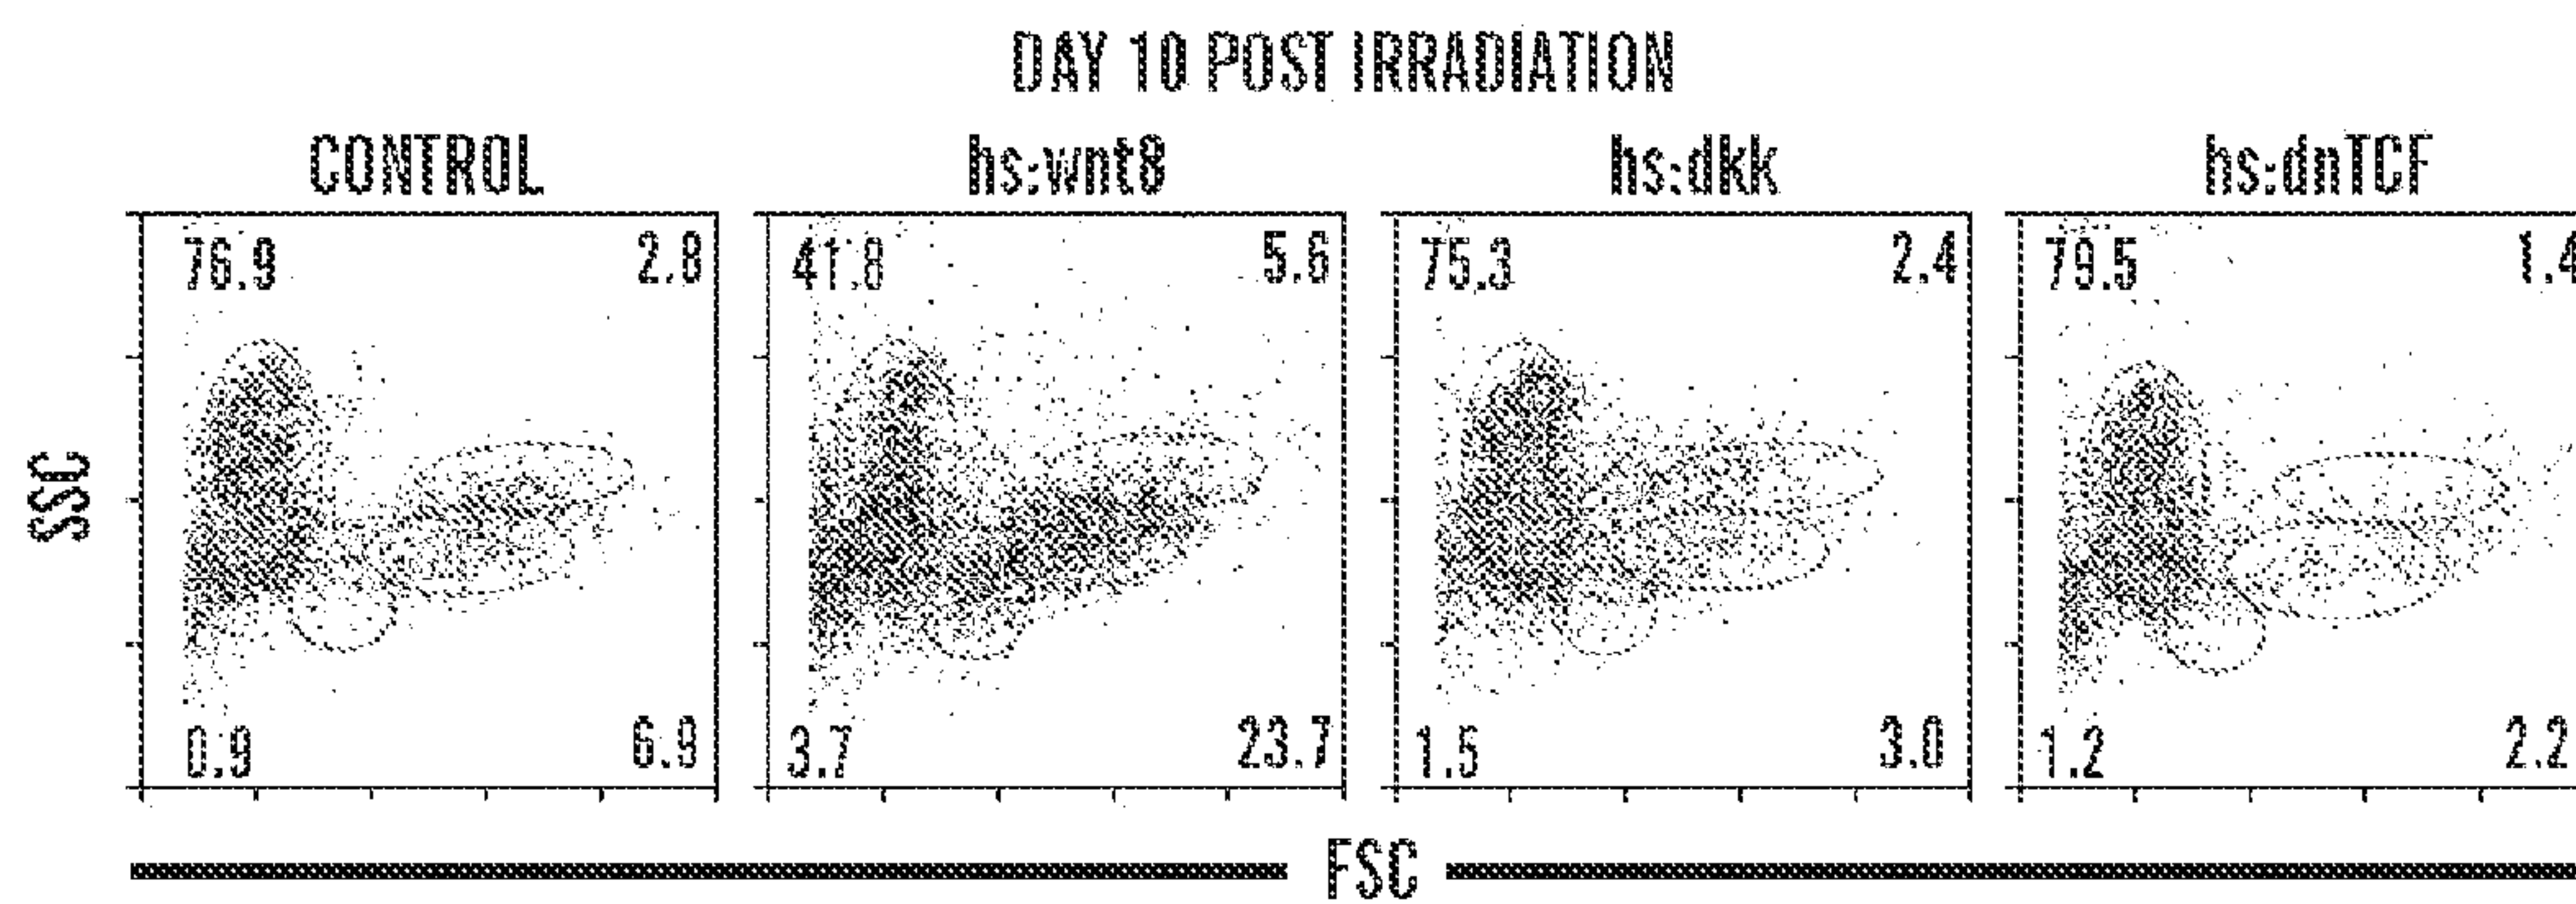 DAY 10 POST IRRADIATION
CONTROL hs:wnt8 hs:dkk hs:dnTCF
76.9 2.8 41.8 5.6 75.3 2.4 79.5 1.4
SSC
0.9 6.9 3.7 23.7 1.5 3.0 1.2 2.2
FSC